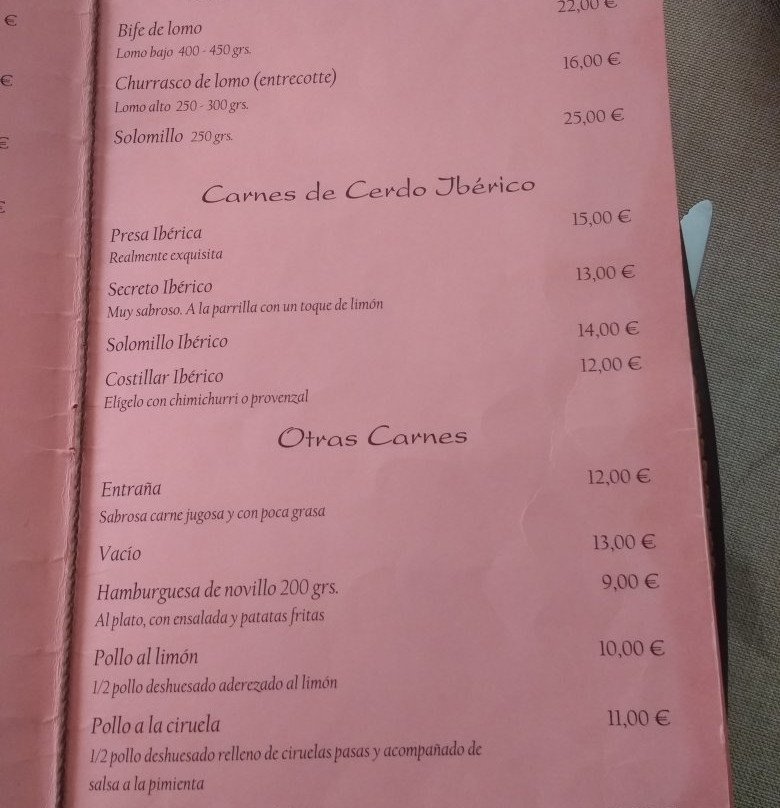 €
€
€
€
22,00 €
Bife de lomo
Lomo bajo 400 - 450 grs.
Churrasco de lomo (entrecotte) 16,00 €
Lomo alto 250 - 300 grs.
Solomillo 250 grs. 25,00 €
Carnes de Cerdo Ibérico
Presa Ibérica 15,00 €
Realmente exquisita
Secreto Ibérico 13,00 €
Muy sabroso. A la parrilla con un toque de limón
Solomillo Ibérico 14,00 €
Costillar Ibérico 12,00 €
Elígelo con chimichurri o provenzal
Otras Carnes
Entraña 12,00 €
Sabrosa carne jugosa y con poca grasa
Vacío 13,00 €
Hamburguesa de novillo 200 grs. 9,00 €
Al plato, con ensalada y patatas fritas
Pollo al limón 10,00 €
1/2 pollo deshuesado aderezado al limón
Pollo a la ciruela 11,00 €
1/2 pollo deshuesado relleno de ciruelas pasas y acompañado de
salsa a la pimienta